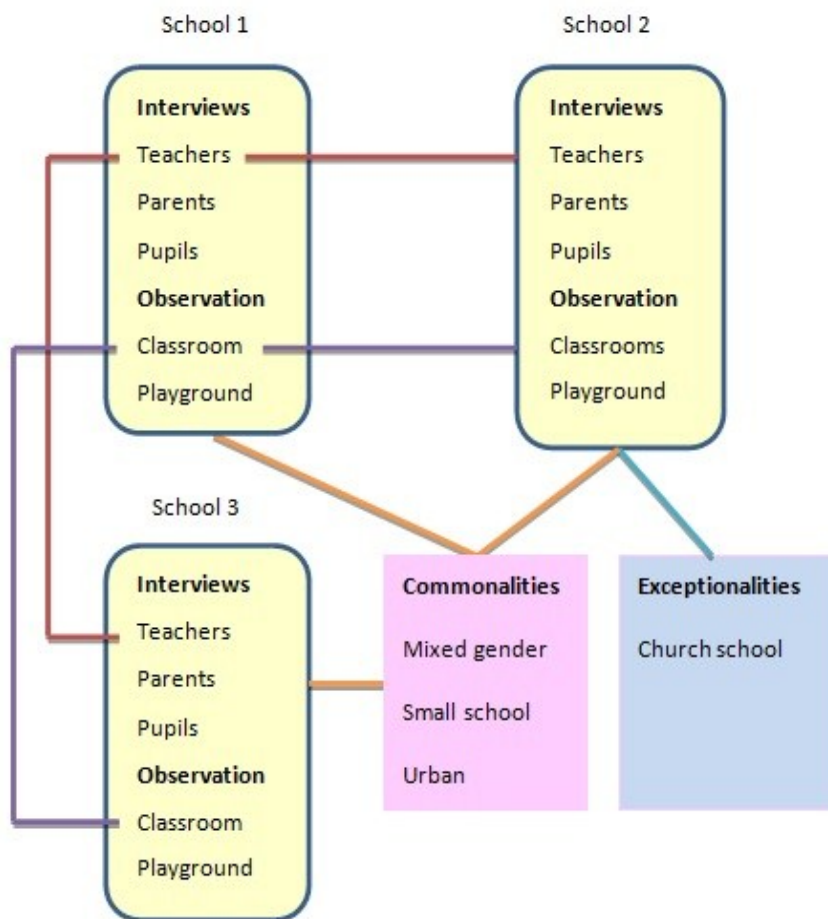 School 1
Interviews
Teachers
Parents
Pupils
Observation
Classroom
Playground
School 2
Interviews
Teachers
Parents
Pupils
Observation
Classrooms
Playground
School 3
Interviews
Teachers
Parents
Pupils
Observation
Classroom
Playground
Commonalities
Mixed gender
Small school
Urban
Exceptionalities
Church school